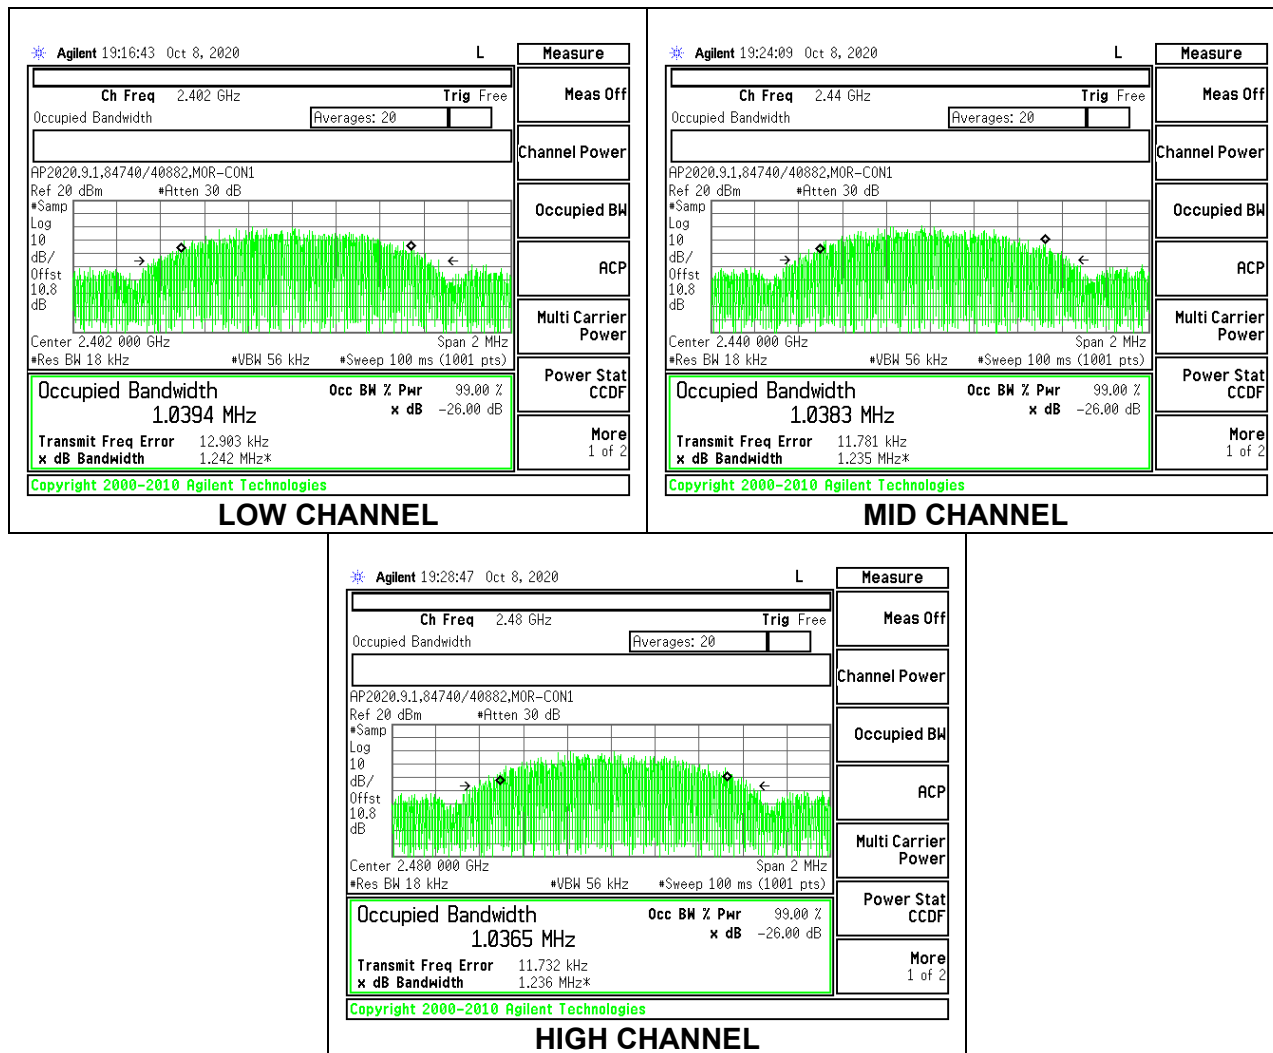 Agilent 19:16:43 Oct 8, 2020 L Measure
Ch Freq 2.402 GHz Trig Free
Occupied Bandwidth Averages: 20
AP2020.9.1,84740/40882,MOR-CON1
Ref 20 dBm #Atten 30 dB
#Samp
Log
10
dB/
Offst
10.8
dB
Center 2.402 000 GHz Span 2 MHz
#Res BW 18 kHz #VBW 56 kHz #Sweep 100 ms (1001 pts)
Occupied Bandwidth Occ BW % Pwr 99.00 %
1.0394 MHz x dB -26.00 dB
Transmit Freq Error 12.903 kHz
x dB Bandwidth 1.242 MHz*
Copyright 2000-2010 Agilent Technologies
Meas Off
Channel Power
Occupied BW
ACP
Multi Carrier
Power
Power Stat
CCDF
More
1 of 2
LOW CHANNEL
Agilent 19:24:09 Oct 8, 2020 L Measure
Ch Freq 2.44 GHz Trig Free
Occupied Bandwidth Averages: 20
AP2020.9.1,84740/40882,MOR-CON1
Ref 20 dBm #Atten 30 dB
#Samp
Log
10
dB/
Offst
10.8
dB
Center 2.440 000 GHz Span 2 MHz
#Res BW 18 kHz #VBW 56 kHz #Sweep 100 ms (1001 pts)
Occupied Bandwidth Occ BW % Pwr 99.00 %
1.0383 MHz x dB -26.00 dB
Transmit Freq Error 11.781 kHz
x dB Bandwidth 1.235 MHz*
Copyright 2000-2010 Agilent Technologies
Meas Off
Channel Power
Occupied BW
ACP
Multi Carrier
Power
Power Stat
CCDF
More
1 of 2
MID CHANNEL
Agilent 19:28:47 Oct 8, 2020 L Measure
Ch Freq 2.48 GHz Trig Free
Occupied Bandwidth Averages: 20
AP2020.9.1,84740/40882,MOR-CON1
Ref 20 dBm #Atten 30 dB
#Samp
Log
10
dB/
Offst
10.8
dB
Center 2.480 000 GHz Span 2 MHz
#Res BW 18 kHz #VBW 56 kHz #Sweep 100 ms (1001 pts)
Occupied Bandwidth Occ BW % Pwr 99.00 %
1.0365 MHz x dB -26.00 dB
Transmit Freq Error 11.732 kHz
x dB Bandwidth 1.236 MHz*
Copyright 2000-2010 Agilent Technologies
Meas Off
Channel Power
Occupied BW
ACP
Multi Carrier
Power
Power Stat
CCDF
More
1 of 2
HIGH CHANNEL